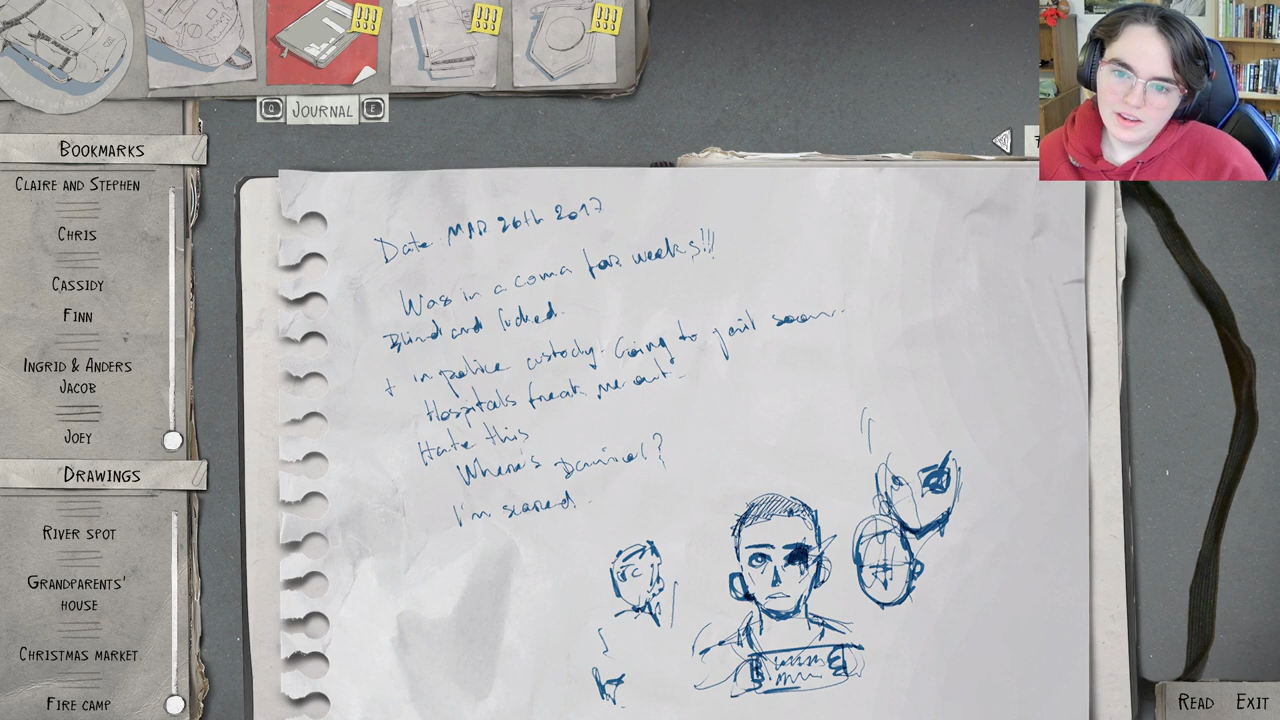 Q JOURNAL E
BOOKMARKS
CLAIRE AND STEPHEN
CHRIS
CASSIDY
FINN
INGRID & ANDERS
JACOB
JOEY
DRAWINGS
RIVER SPOT
GRANDPARENTS'
HOUSE
CHRISTMAS MARKET
FIRE CAMP
Date MAR 26th 2017
Was in a coma for weeks!!!
Blind and fucked.
+ in police custody. Going to jail soon.
Hospitals freak me out.
Hate this
Where's Daniel?
I'm scared.
READ EXIT